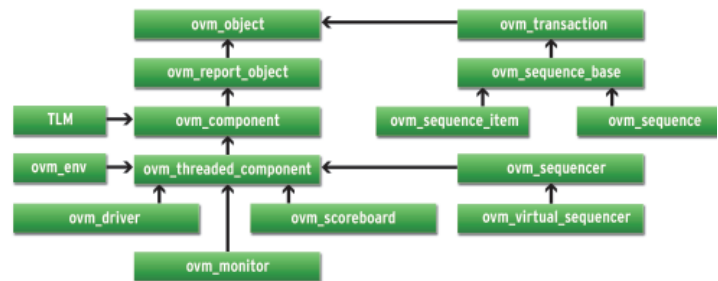 ovm_object
ovm_transaction
ovm_report_object
ovm_sequence_base
TLM
ovm_component
ovm_sequence_item
ovm_sequence
ovm_env
ovm_threaded_component
ovm_sequencer
ovm_driver
ovm_scoreboard
ovm_virtual_sequencer
ovm_monitor